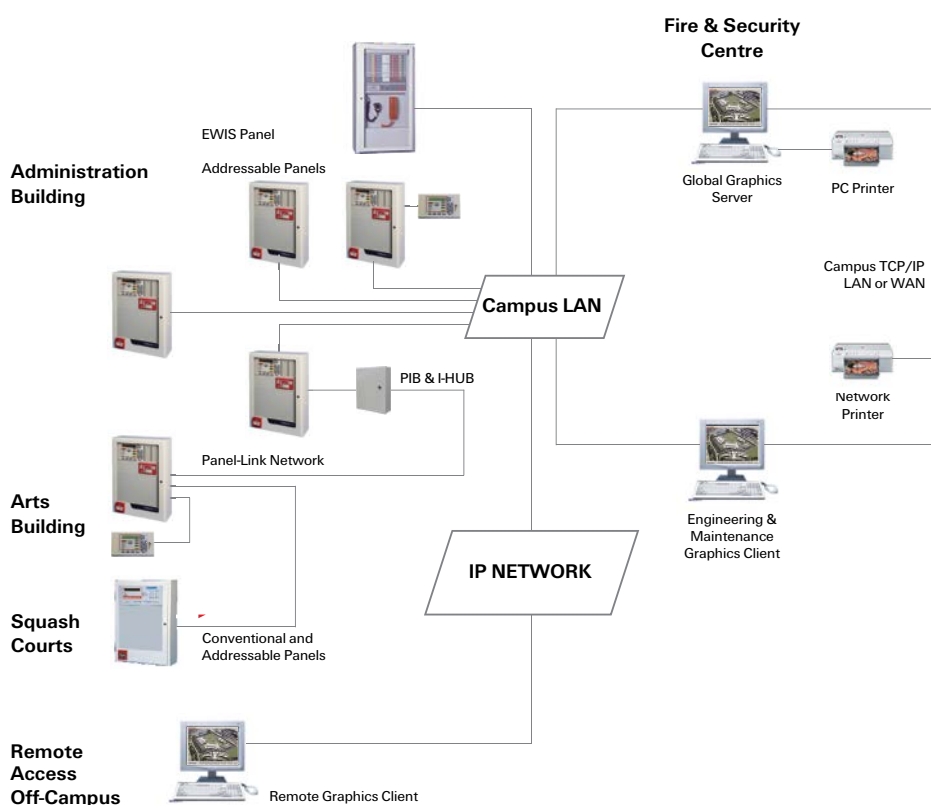 Fire & Security
Centre
EWIS Panel
Administration
Building
Addressable Panels
Global Graphics
Server
PC Printer
Campus TCP/IP
LAN or WAN
Campus LAN
PIB & I-HUB
Network
Printer
Panel-Link Network
Arts
Building
Engineering &
Maintenance
Graphics Client
IP NETWORK
Squash
Courts
Conventional and
Addressable Panels
Remote
Access
Off-Campus
Remote Graphics Client